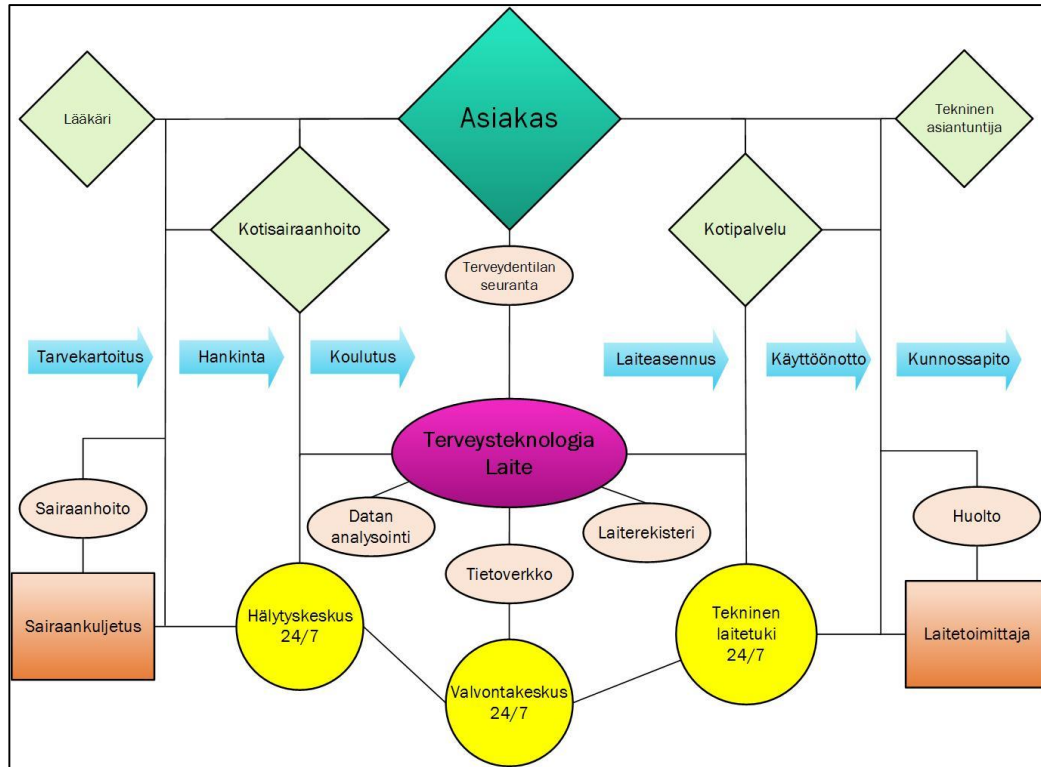 Asiakas
Lääkäri
Tekninen
asiantuntija
Kotisairaanhoito
Kotipalvelu
Terveydentilan
seuranta
Tarvekartoitus
Hankinta
Koulutus
Laiteasennus
Käyttöönotto
Kunnossapito
Terveysteknologia
Laite
Sairaanhoito
Datan
analysointi
Laiterekisteri
Huolto
Tietoverkko
Sairaankuljetus
Hälytyskeskus
24/7
Tekninen
laitetuki
24/7
Laitetoimittaja
Valvontakeskus
24/7